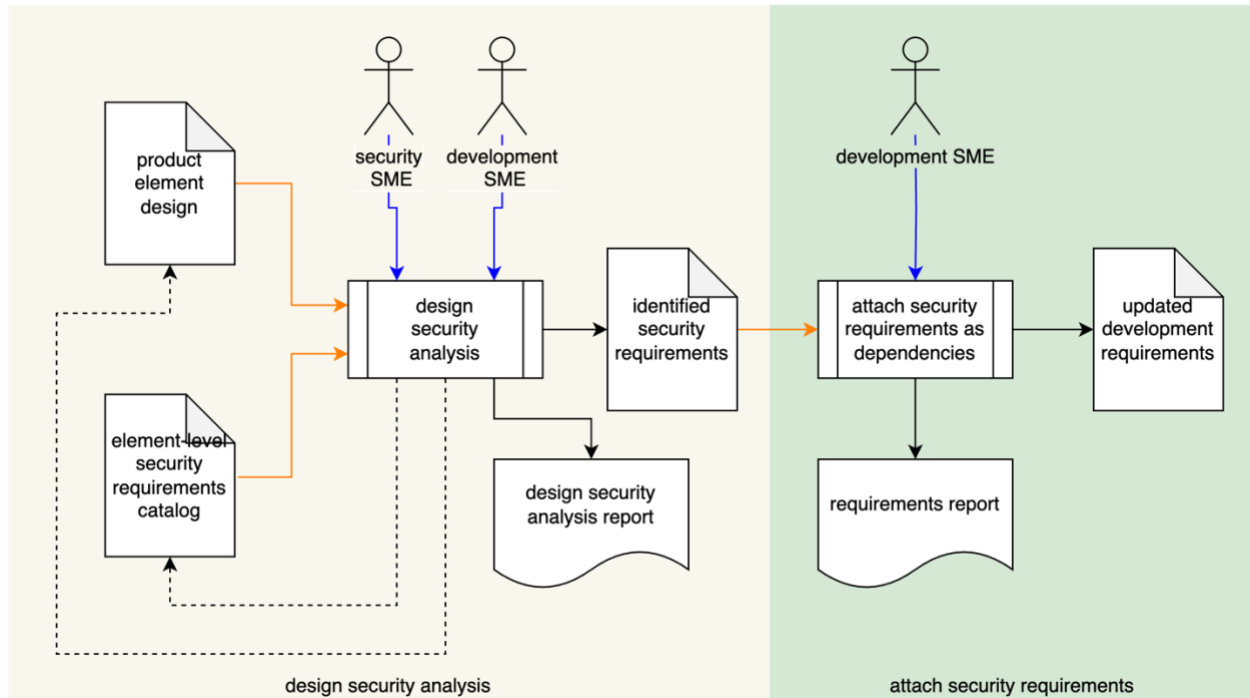 security
SME
development
SME
development SME
product
element
design
design
security
analysis
identified
security
requirements
attach security
requirements as
dependencies
updated
development
requirements
element-level
security
requirements
catalog
design security
analysis report
requirements report
design security analysis
attach security requirements